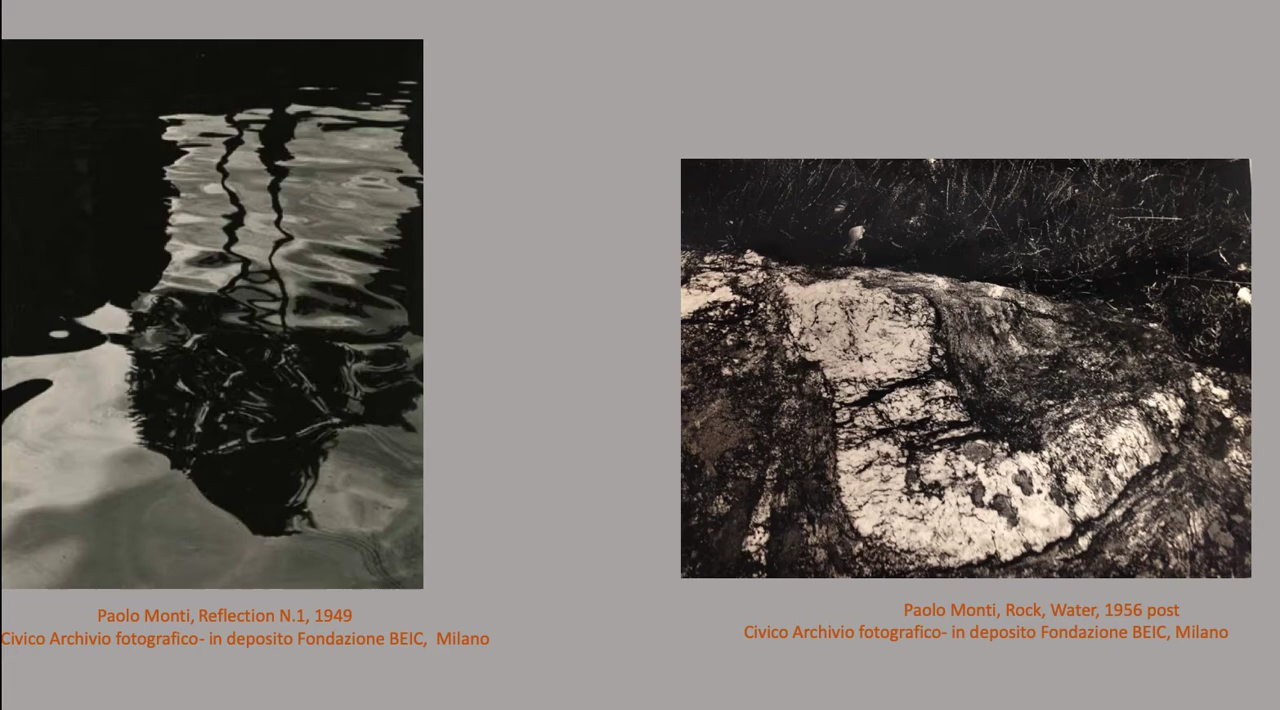 Paolo Monti, Reflection N.1, 1949
Civico Archivio fotografico- in deposito Fondazione BEIC, Milano
Paolo Monti, Rock, Water, 1956 post
Civico Archivio fotografico- in deposito Fondazione BEIC, Milano